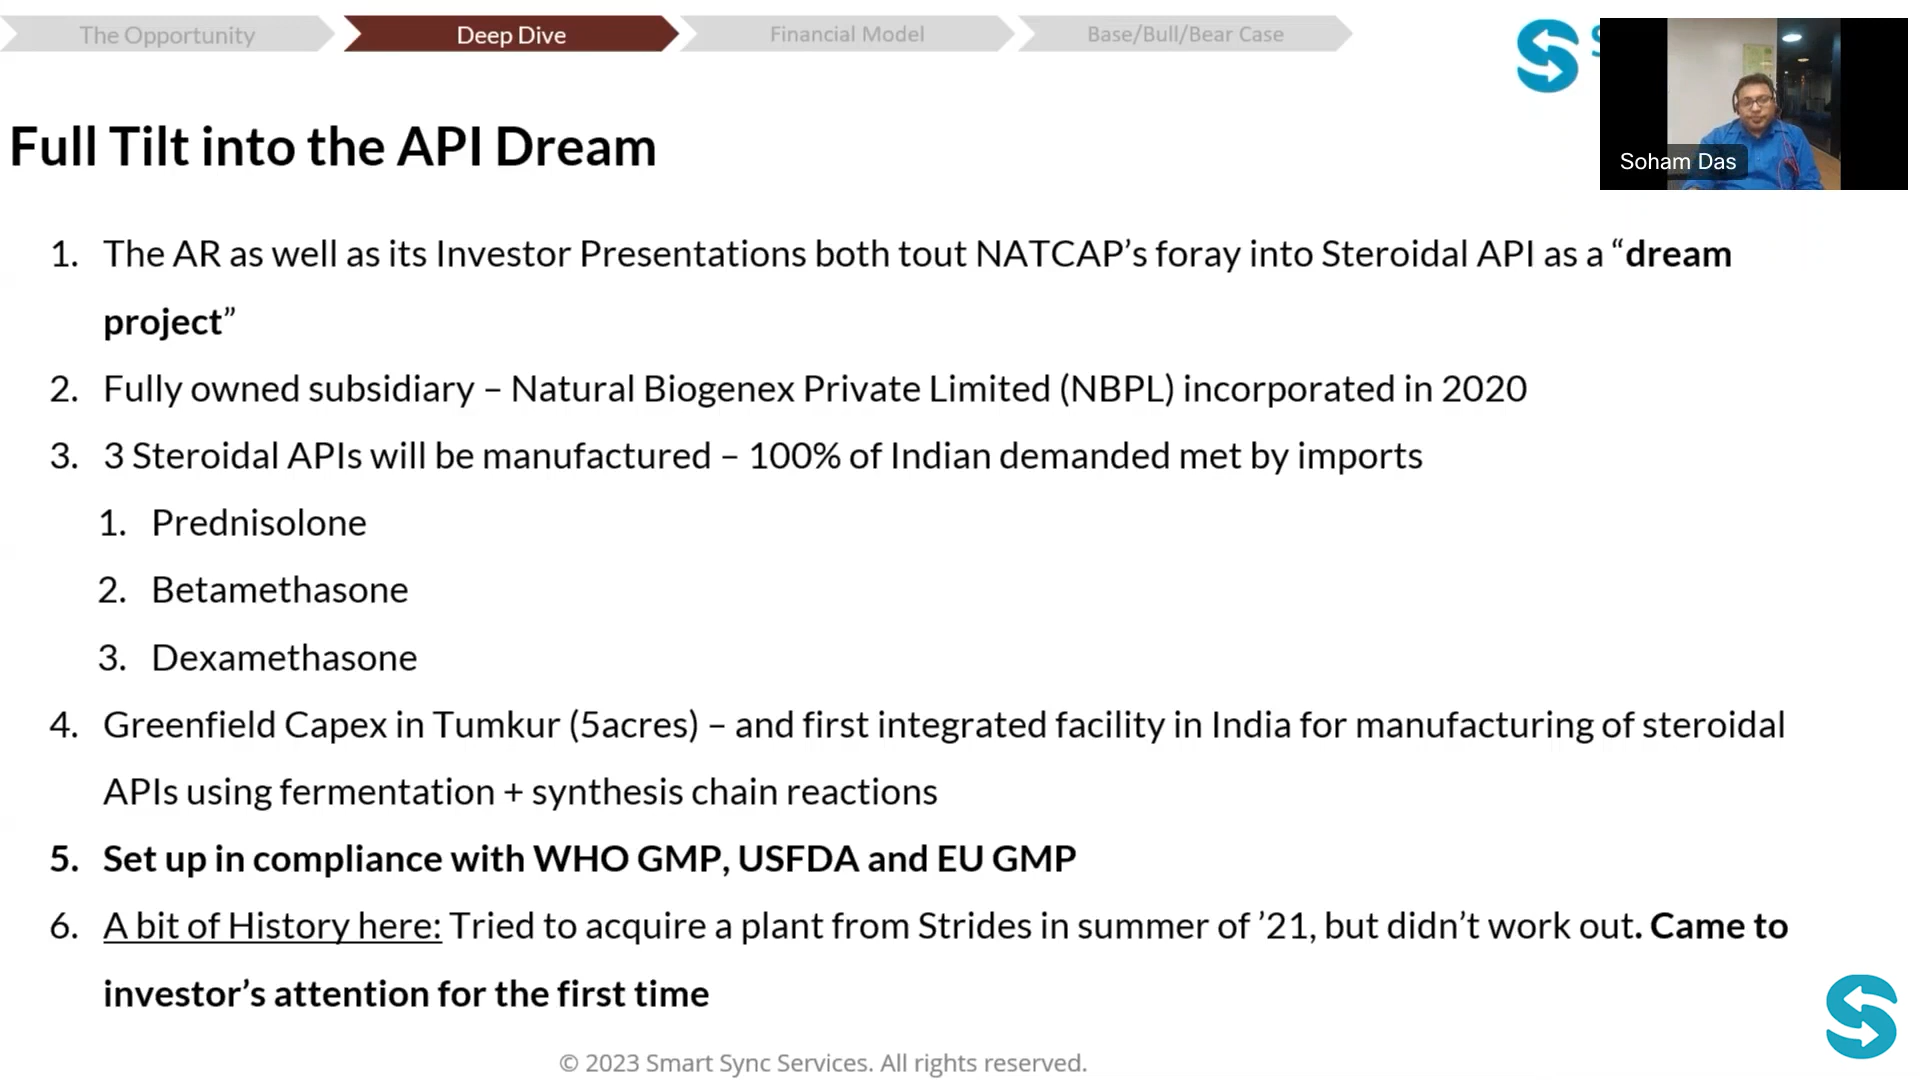 The Opportunity
Deep Dive
Financial Model
Base/Bull/Bear Case
Soham Das
Full Tilt into the API Dream
1. The AR as well as its Investor Presentations both tout NATCAP’s foray into Steroidal API as a “dream
project”
2. Fully owned subsidiary – Natural Biogenex Private Limited (NBPL) incorporated in 2020
3. 3 Steroidal APIs will be manufactured – 100% of Indian demanded met by imports
1. Prednisolone
2. Betamethasone
3. Dexamethasone
4. Greenfield Capex in Tumkur (5acres) – and first integrated facility in India for manufacturing of steroidal
APIs using fermentation + synthesis chain reactions
5. Set up in compliance with WHO GMP, USFDA and EU GMP
6. A bit of History here: Tried to acquire a plant from Strides in summer of ’21, but didn’t work out. Came to
investor’s attention for the first time
© 2023 Smart Sync Services. All rights reserved.